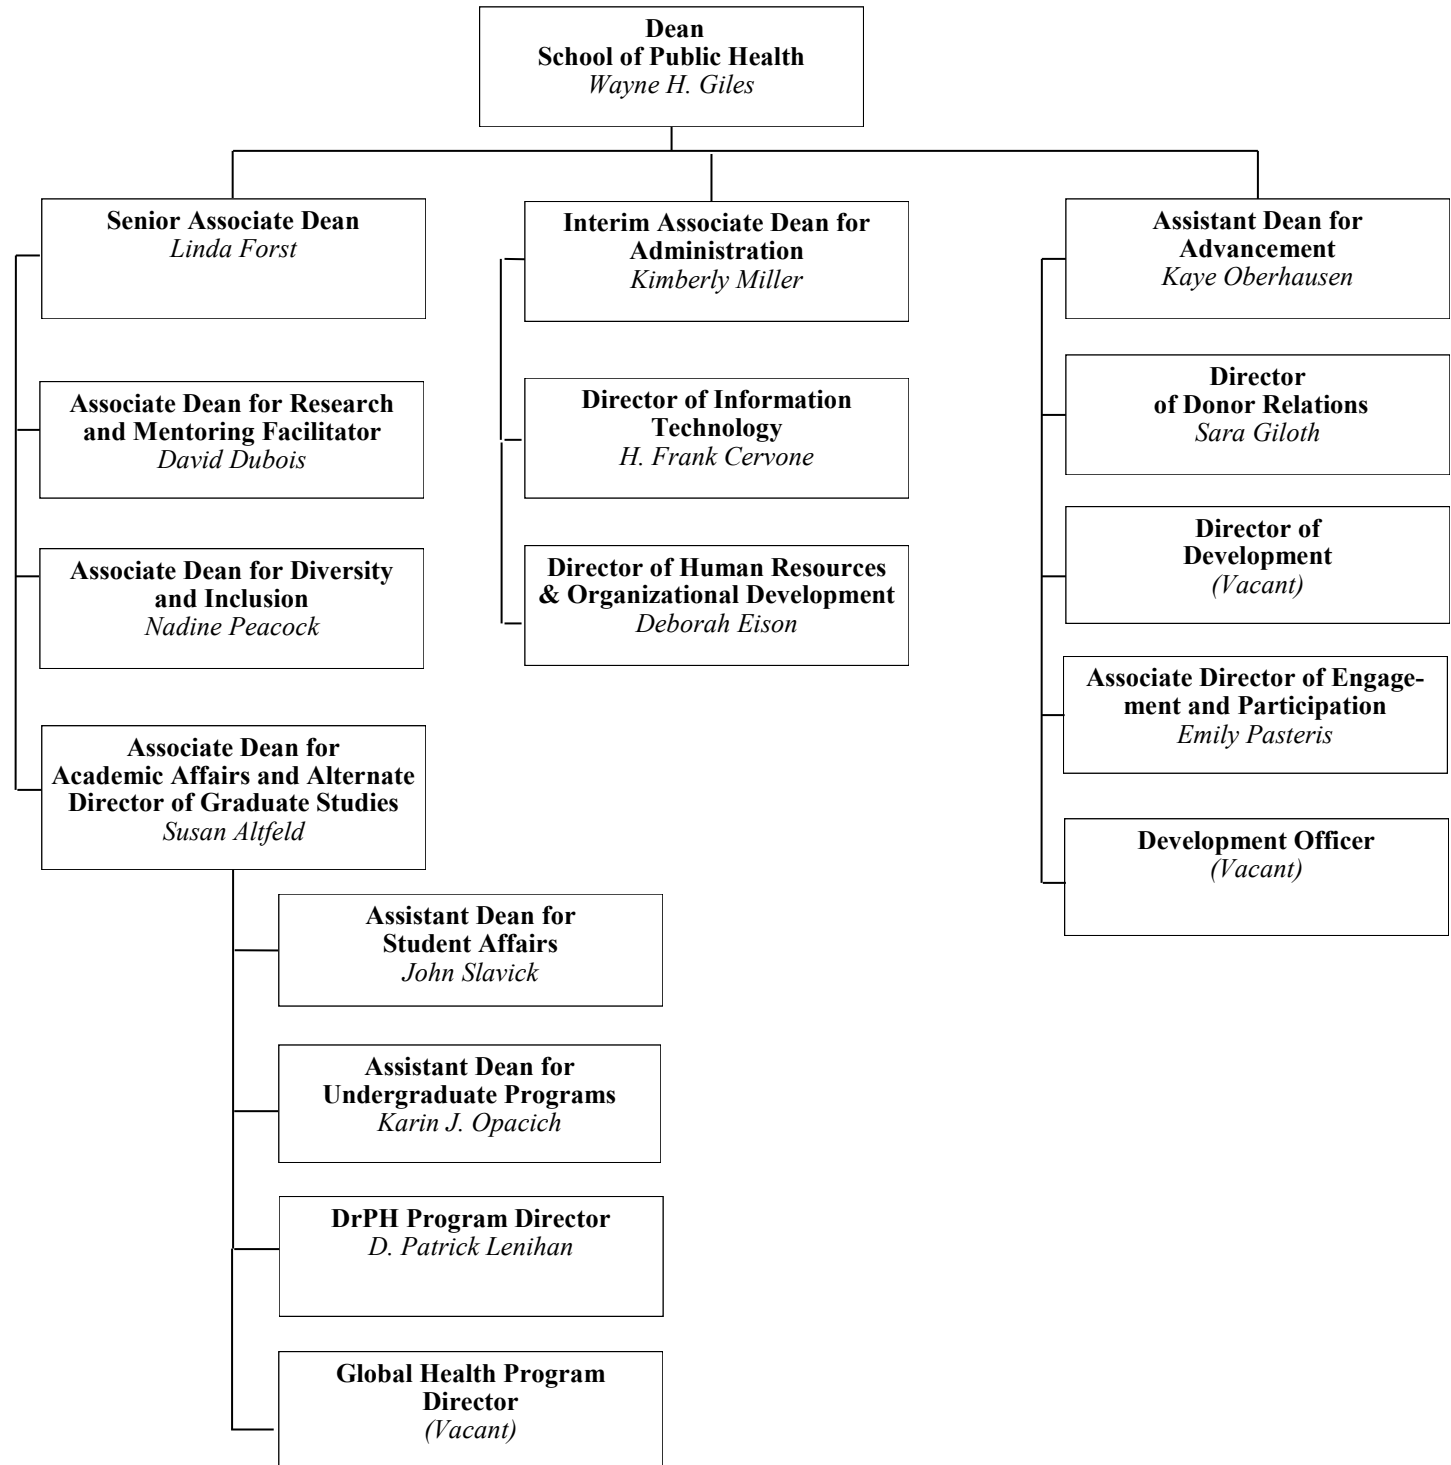 Dean
School of Public Health
Wayne H. Giles
Senior Associate Dean
Linda Forst
Interim Associate Dean for
Administration
Kimberly Miller
Assistant Dean for
Advancement
Kaye Oberhausen
Associate Dean for Research
and Mentoring Facilitator
David Dubois
Director of Information
Technology
H. Frank Cervone
Director
of Donor Relations
Sara Giloth
Associate Dean for Diversity
and Inclusion
Nadine Peacock
Director of Human Resources
& Organizational Development
Deborah Eison
Director of
Development
(Vacant)
Associate Director of Engage-
ment and Participation
Emily Pasteris
Associate Dean for
Academic Affairs and Alternate
Director of Graduate Studies
Susan Altfeld
Development Officer
(Vacant)
Assistant Dean for
Student Affairs
John Slavick
Assistant Dean for
Undergraduate Programs
Karin J. Opacich
DrPH Program Director
D. Patrick Lenihan
Global Health Program
Director
(Vacant)